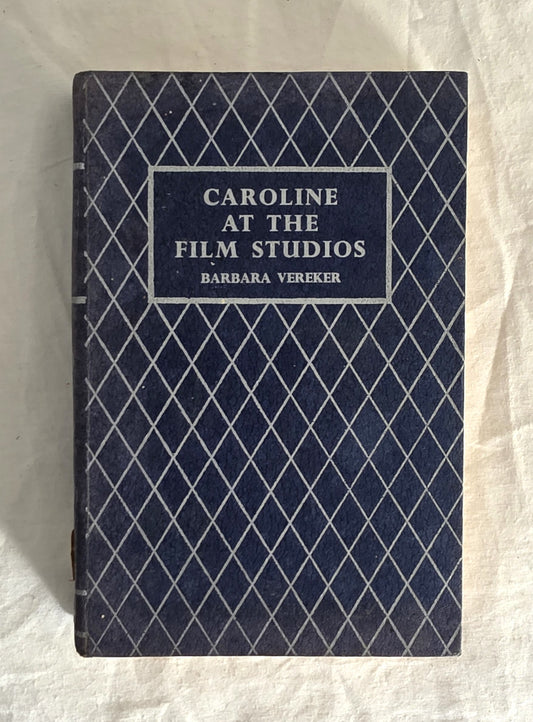 CAROLINE
AT THE
FILM STUDIOS
BARBARA VEREKER